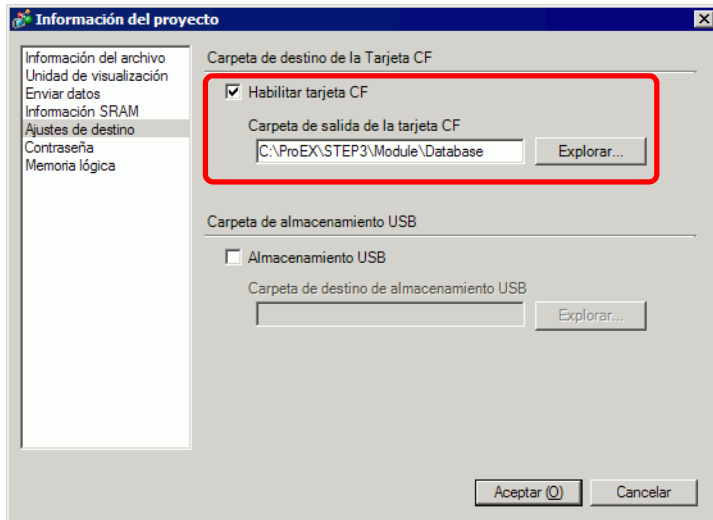 Información del proyecto
Información del archivo
Unidad de visualización
Enviar datos
Información SRAM
Ajustes de destino
Contraseña
Memoria lógica
Carpeta de destino de la Tarjeta CF
Habilitar tarjeta CF
Carpeta de salida de la tarjeta CF
C:\ProEX\STEP3\Module\Database
Explorar...
Carpeta de almacenamiento USB
Almacenamiento USB
Carpeta de destino de almacenamiento USB
Explorar...
Aceptar (O)
Cancelar